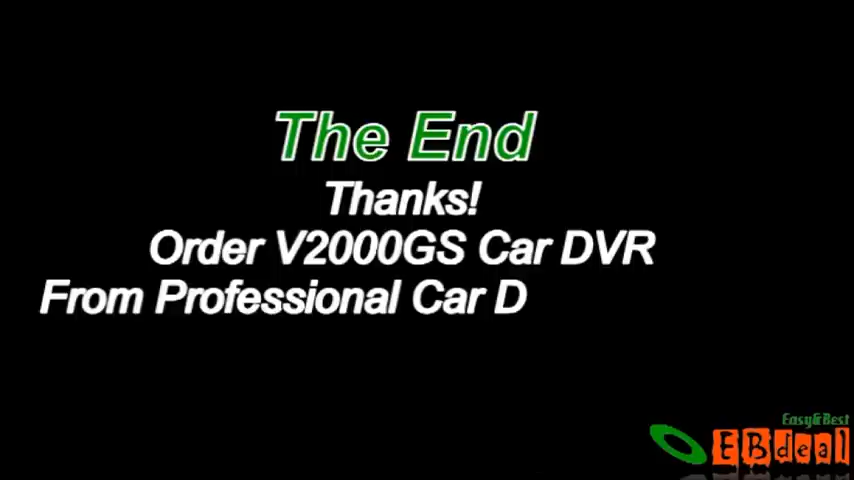 The End
Thanks!
Order V2000GS Car DVR
From Professional Car D
Easy&Best
EBdeal